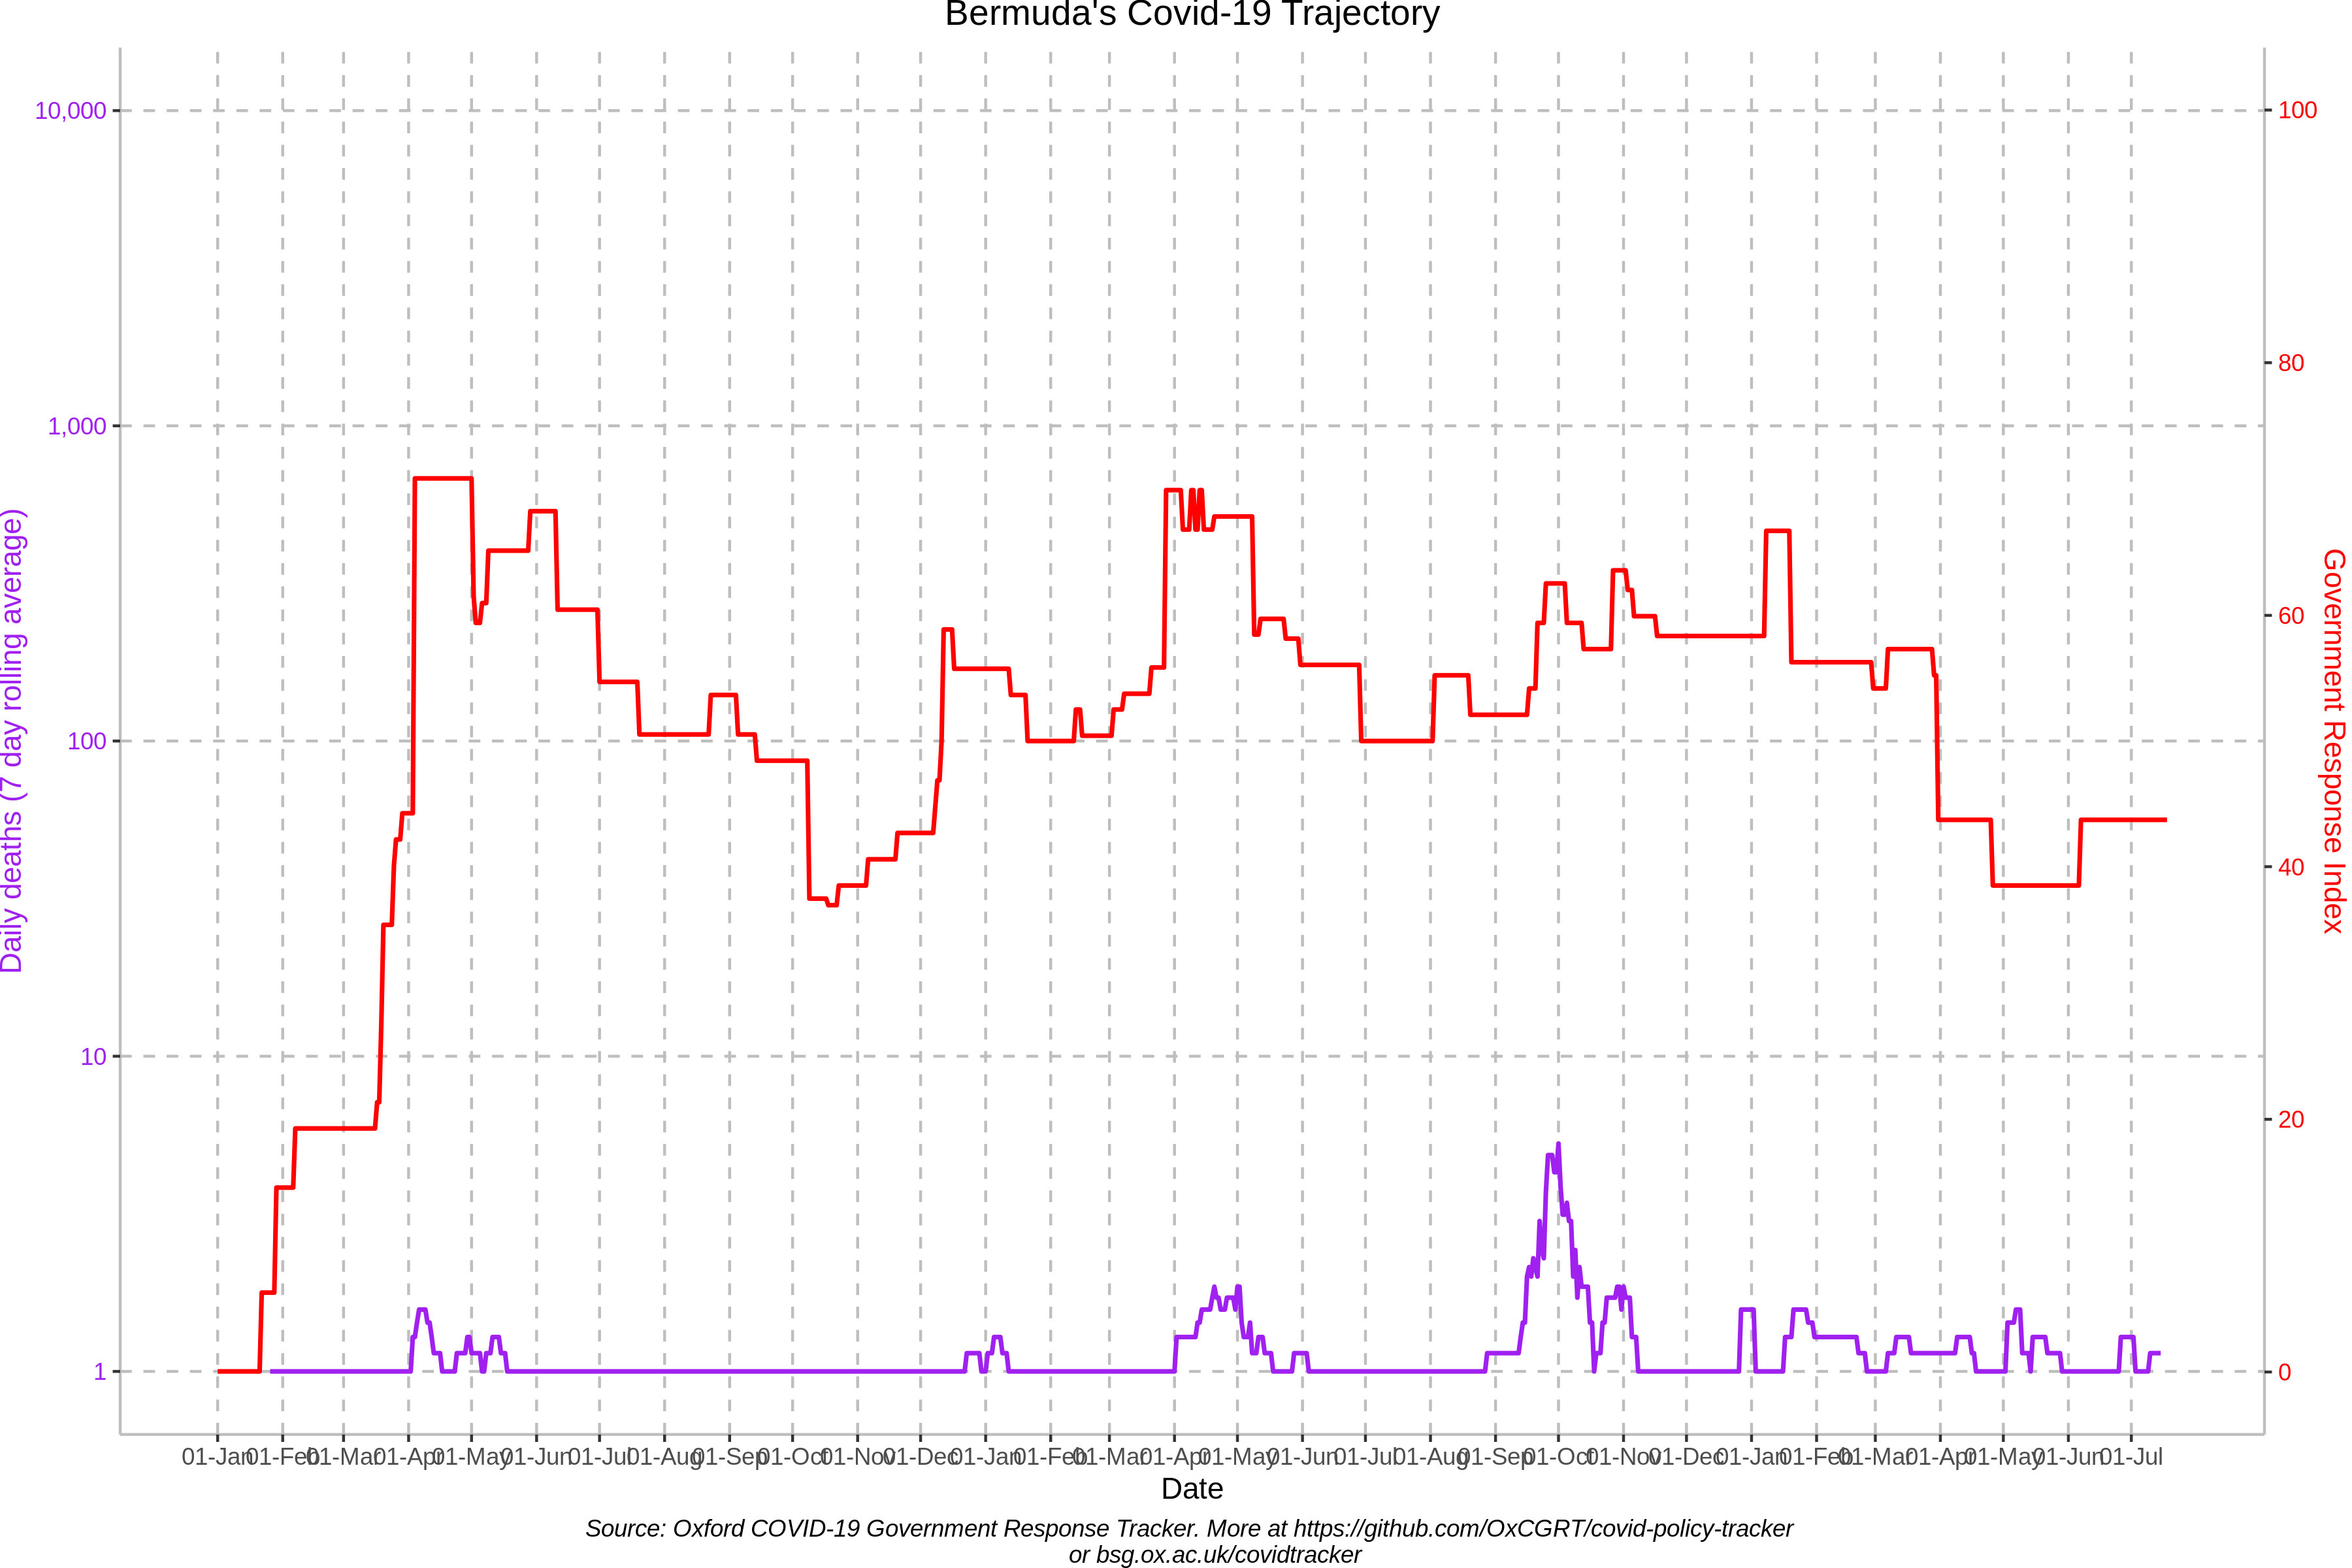 Bermuda's Covid-19 Trajectory
10,000
1,000
100
10
1
Daily deaths (7 day rolling average)
100
80
60
40
20
0
Government Response Index
01-Jan 01-Feb 01-Mar 01-Apr 01-May 01-Jun 01-Jul 01-Aug 01-Sep 01-Oct 01-Nov 01-Dec 01-Jan 01-Feb 01-Mar 01-Apr 01-May 01-Jun 01-Jul 01-Aug 01-Sep 01-Oct 01-Nov 01-Dec 01-Jan 01-Feb 01-Mar 01-Apr 01-May 01-Jun 01-Jul
Date
Source: Oxford COVID-19 Government Response Tracker. More at https://github.com/OxCGRT/covid-policy-tracker
or bsg.ox.ac.uk/covidtracker